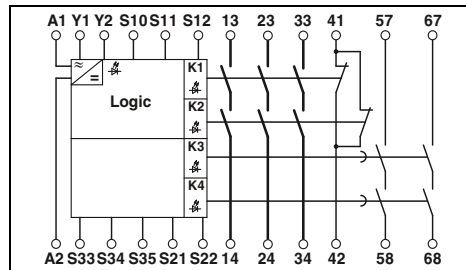 A1 Y1 Y2 S10 S11 S12 13 23 33 41 57 67
K1
Logic
K2
K3
K4
A2 S33 S34 S35 S21 S22 14 24 34 42 58 68